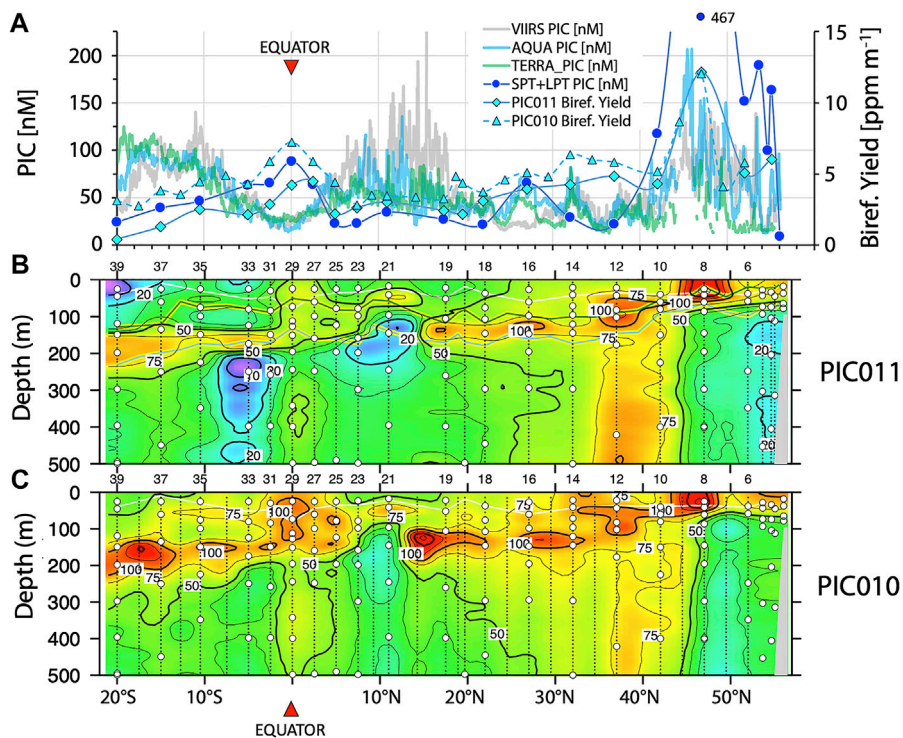 A
467
EQUATOR
VIIRS PIC [nM]
AQUA PIC [nM]
TERRA_PIC [nM]
SPT+LPT PIC [nM]
PIC011 Biref. Yield
PIC010 Biref. Yield
PIC [nM]
200
150
100
50
0
15
10
5
0
Biref. Yield [ppm m⁻¹]
B
39 37 35 33 31 29 27 25 23 21 19 18 16 14 12 10 8 6
Depth (m)
0
100
200
300
400
500
20 50 75 50 70 30 20 20 100 50 75 100 75 100 50 75 20 20
PIC011
C
39 37 35 33 31 29 27 25 23 21 19 18 16 14 12 10 8 6
Depth (m)
0
100
200
300
400
500
75 100 100 100 75 50 50 75 100 50 100 75 100 50 75
PIC010
20°S 10°S 0° 10°N 20°N 30°N 40°N 50°N
EQUATOR